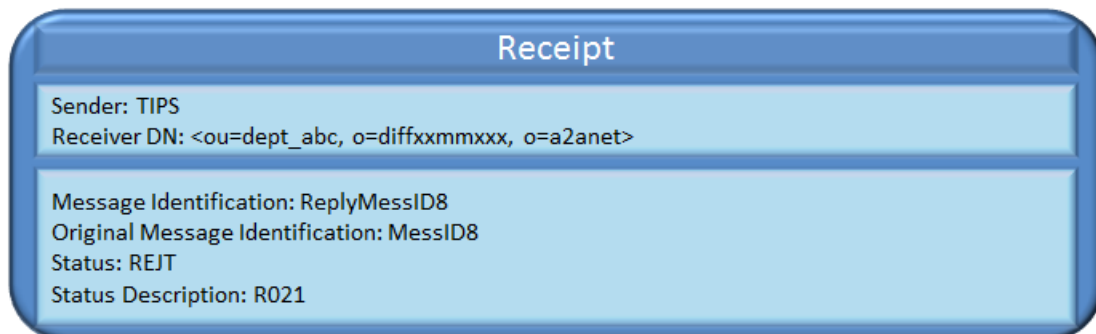 Receipt
Sender: TIPS
Receiver DN: <ou=dept_abc, o=diffxxmmxxx, o=a2anet>
Message Identification: ReplyMessID8
Original Message Identification: MessID8
Status: REJT
Status Description: R021